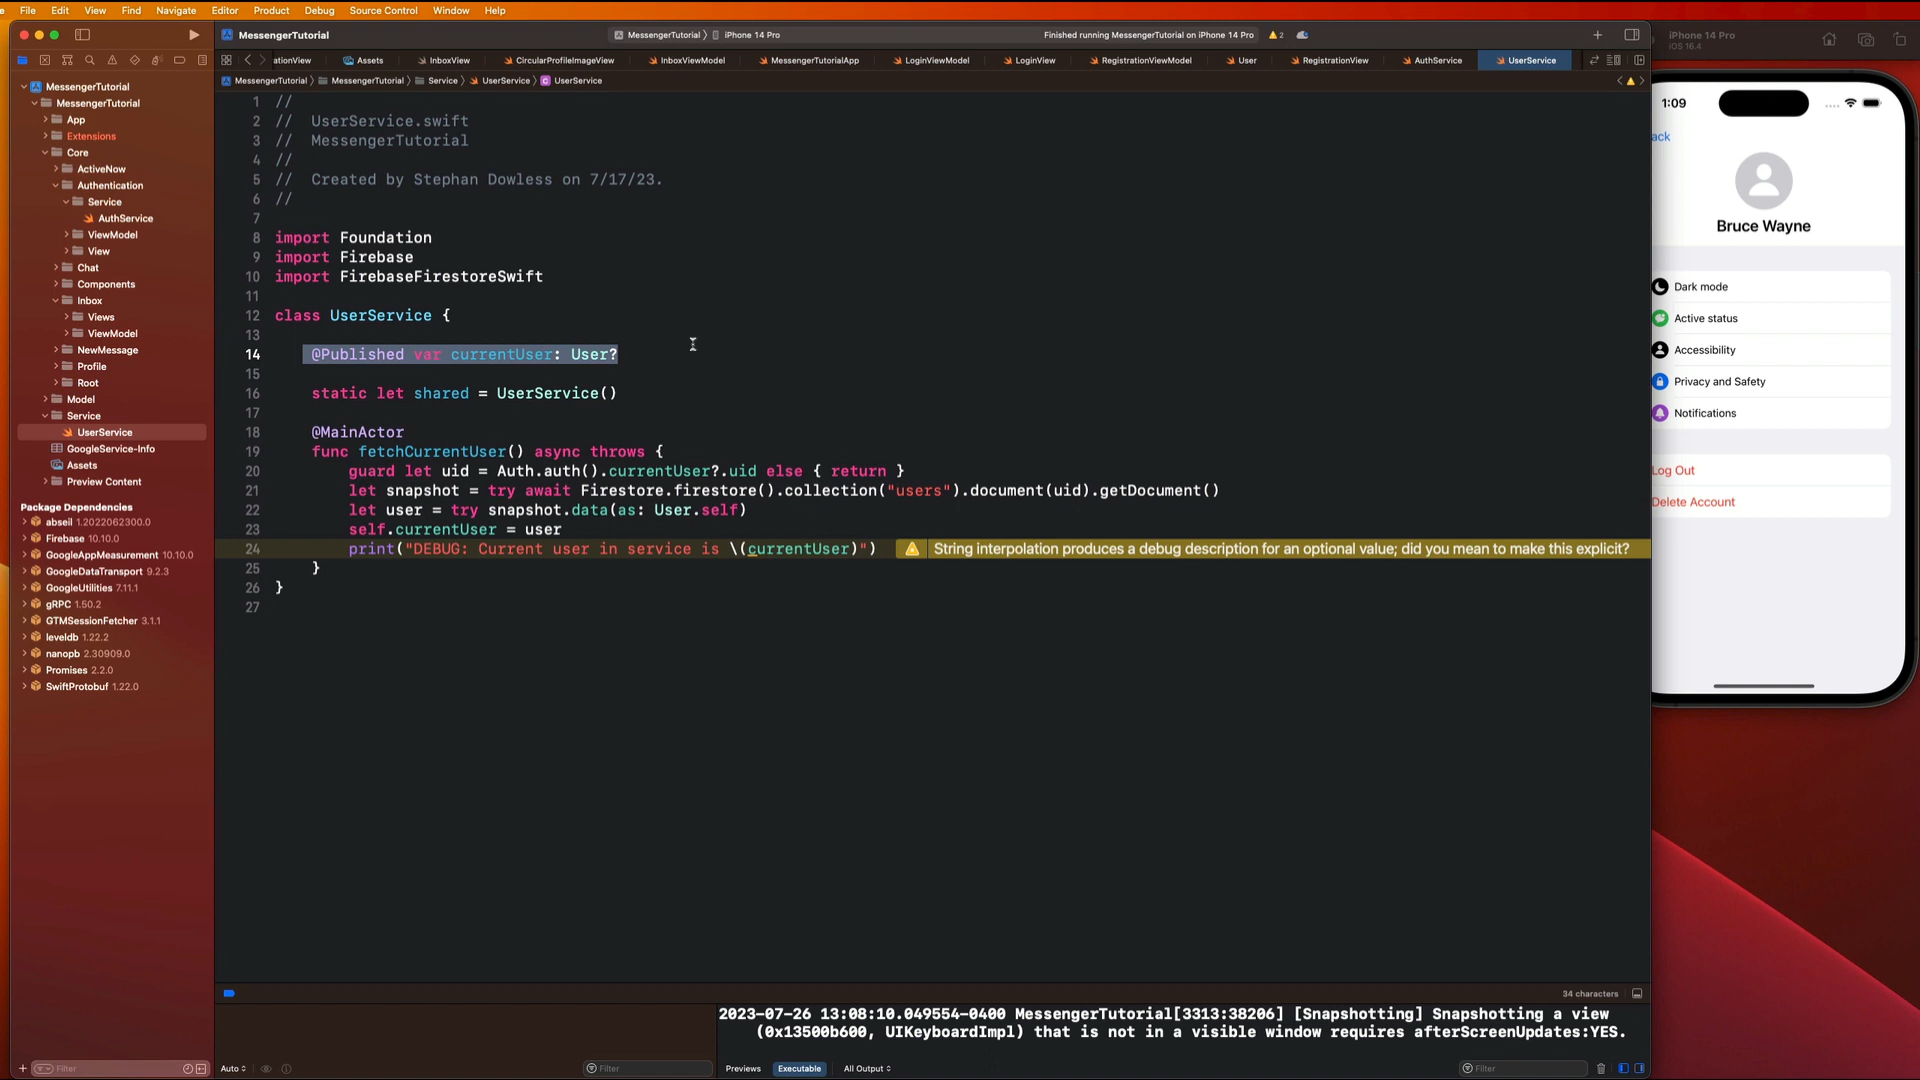 File Edit View Find Navigate Editor Product Debug Source Control Window Help
MessengerTutorial
MessengerTutorial
iPhone 14 Pro
Finished running MessengerTutorial on iPhone 14 Pro
2
ationView
Assets
InboxView
CircularProfileImageView
InboxViewModel
MessengerTutorialApp
LoginViewModel
LoginView
RegistrationViewModel
User
RegistrationView
AuthService
UserService
MessengerTutorial
MessengerTutorial
Service
UserService
UserService
MessengerTutorial
MessengerTutorial
App
Extensions
Core
ActiveNow
Authentication
Service
AuthService
ViewModel
View
Chat
Components
Inbox
Views
ViewModel
NewMessage
Profile
Root
Model
Service
UserService
GoogleService-Info
Assets
Preview Content
Package Dependencies
abseil 1.2022062300.0
Firebase 10.10.0
GoogleAppMeasurement 10.10.0
GoogleDataTransport 9.2.3
GoogleUtilities 7.11.1
gRPC 1.50.2
GTMSessionFetcher 3.1.1
leveldb 1.22.2
nanopb 2.30909.0
Promises 2.2.0
SwiftProtobuf 1.22.0
Filter
1 //
2 // UserService.swift
3 // MessengerTutorial
4 //
5 // Created by Stephan Dowless on 7/17/23.
6 //
7
8 import Foundation
9 import Firebase
10 import FirebaseFirestoreSwift
11
12 class UserService {
13
14 @Published var currentUser: User?
15
16 static let shared = UserService()
17
18 @MainActor
19 func fetchCurrentUser() async throws {
20 guard let uid = Auth.auth().currentUser?.uid else { return }
21 let snapshot = try await Firestore.firestore().collection("users").document(uid).getDocument()
22 let user = try snapshot.data(as: User.self)
23 self.currentUser = user
24 print("DEBUG: Current user in service is \(currentUser)") String interpolation produces a debug description for an optional value; did you mean to make this explicit?
25 }
26 }
27
34 characters
2023-07-26 13:08:10.049554-0400 MessengerTutorial[3313:38206] [Snapshotting] Snapshotting a view
(0x13500b600, UIKeyboardImpl) that is not in a visible window requires afterScreenUpdates:YES.
Auto
Filter
Previews
Executable
All Output
Filter
iPhone 14 Pro
iOS 16.4
1:09
ack
Bruce Wayne
Dark mode
Active status
Accessibility
Privacy and Safety
Notifications
Log Out
Delete Account